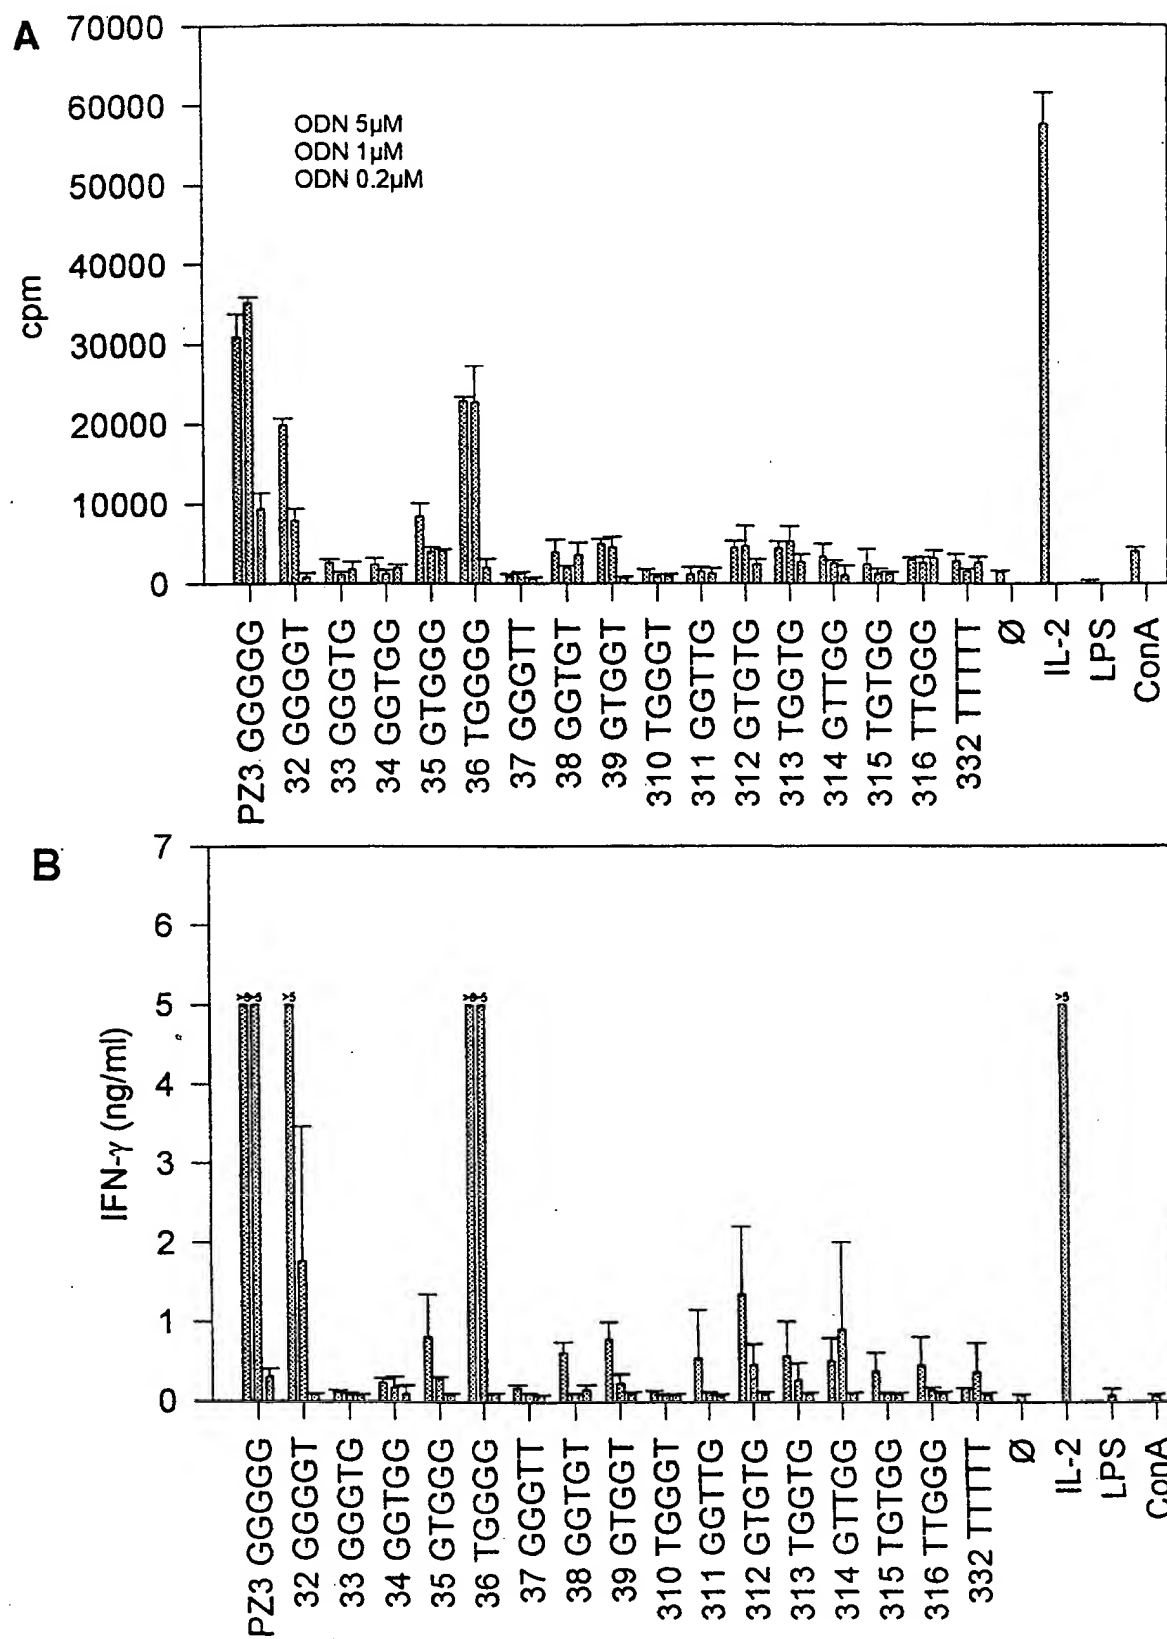 A
70000
60000
50000
40000
30000
20000
10000
0
cpm
ODN 5µM
ODN 1µM
ODN 0.2µM
PZ3 GGGGGG
32 GGGGT
33 GGGTG
34 GGTGG
35 GTGGG
36 TGGGG
37 GGGTT
38 GGTGT
39 GTGGT
310 TGGGT
311 GGTTG
312 GTGTG
313 TGGTG
314 GTTGG
315 TGTGG
316 TTGGG
332 TTTTT
Ø
IL-2
LPS
ConA
B
7
6
5
4
3
2
1
0
IFN-γ (ng/ml)
>5
>5
>5
>5
PZ3 GGGGG
32 GGGGT
33 GGGTG
34 GGTGG
35 GTGGG
36 TGGGG
37 GGGTT
38 GGTGT
39 GTGGT
310 TGGGT
311 GGTTG
312 GTGTG
313 TGGTG
314 GTTGG
315 TGTGG
316 TTGGG
332 TTTTT
Ø
IL-2
LPS
ConA